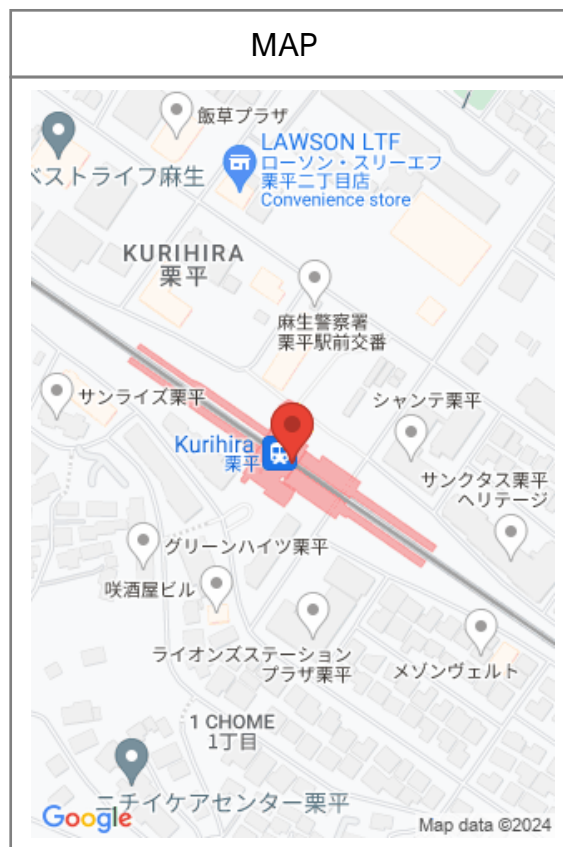 MAP
飯草プラザ
ベストライフ麻生
LAWSON LTF
ローソン・スリーエフ
栗平二丁目店
Convenience store
KURIHIRA
栗平
麻生警察署
栗平駅前交番
サンライズ栗平
シャンテ栗平
Kurihira
栗平
サンクタス栗平
ヘリテージ
グリーンハイツ栗平
咲酒屋ビル
ライオンズステーション
プラザ栗平
メゾンヴェルト
1 CHOME
1丁目
ニチイケアセンター栗平
Google
Map data ©2024